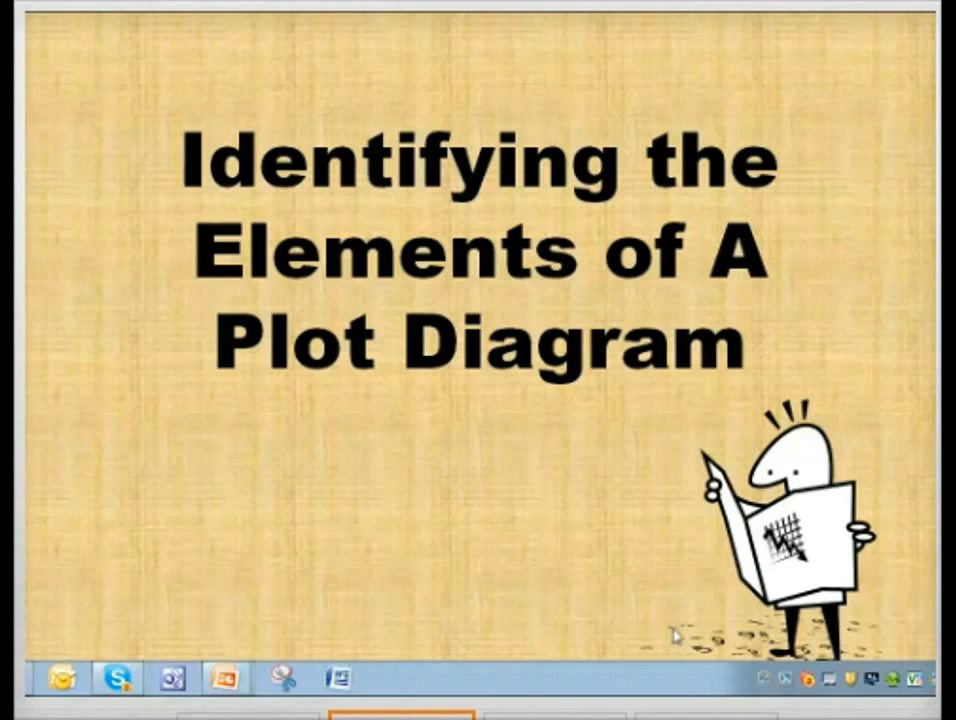 Identifying the
Elements of A
Plot Diagram